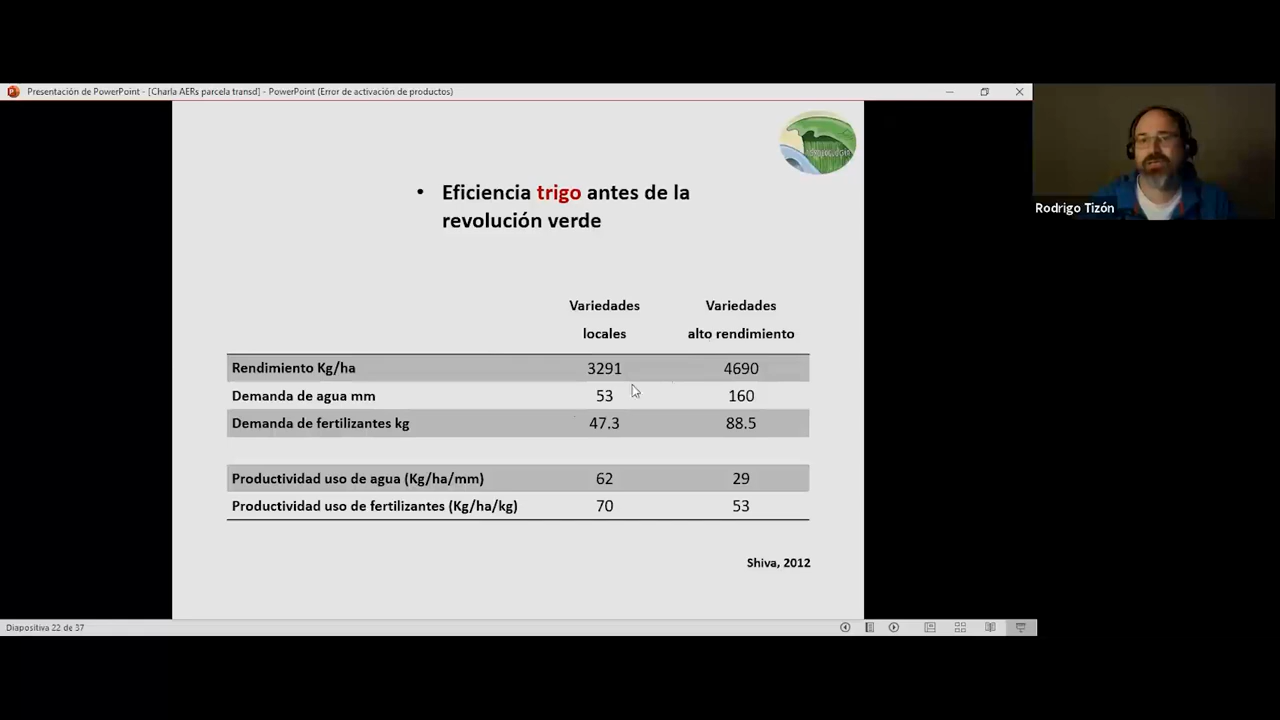 Presentación de PowerPoint - [Charla AERs parcela transd] - PowerPoint (Error de activación de productos)
Rodrigo Tizón
• Eficiencia trigo antes de la
revolución verde
Variedades Variedades
locales alto rendimiento
Rendimiento Kg/ha 3291 4690
Demanda de agua mm 53 160
Demanda de fertilizantes kg 47.3 88.5
Productividad uso de agua (Kg/ha/mm) 62 29
Productividad uso de fertilizantes (Kg/ha/kg) 70 53
Shiva, 2012
Diapositiva 22 de 37